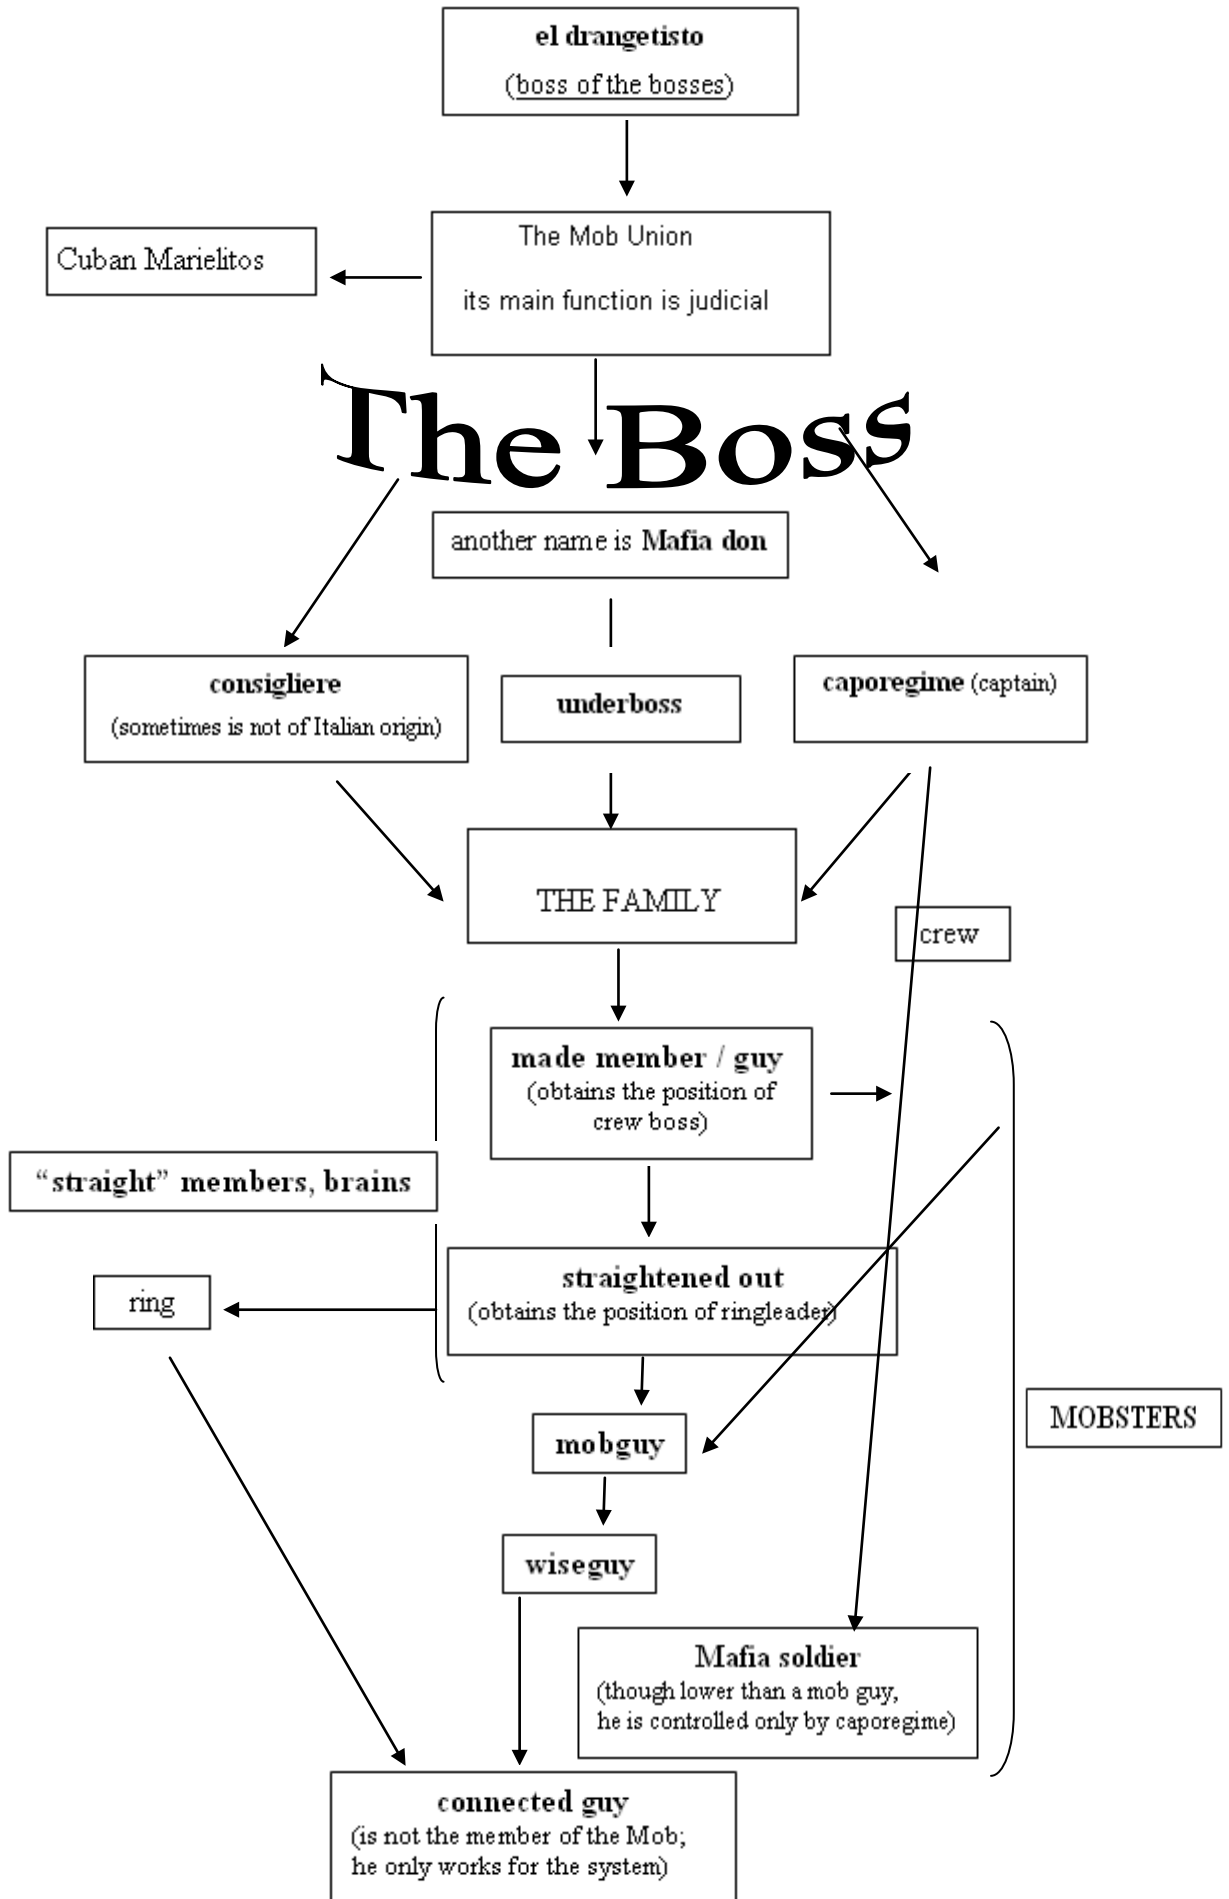 el drangetisto
(boss of the bosses)
The Mob Union
Cuban Marielitos
its main function is judicial
The Boss
another name is Mafia don
consigliere
(sometimes is not of Italian origin)
underboss
caporegime (captain)
THE FAMILY
crew
made member / guy
(obtains the position of
crew boss)
“straight” members, brains
straightened out
(obtains the position of ringleader)
ring
MOBSTERS
mobguy
wiseguy
Mafia soldier
(though lower than a mob guy,
he is controlled only by caporegime)
connected guy
(is not the member of the Mob;
he only works for the system)